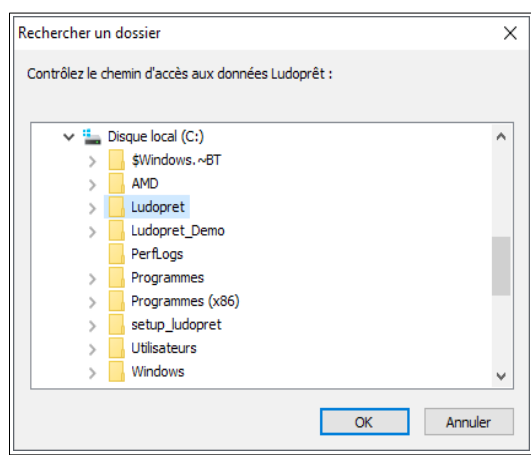 Rechercher un dossier
Contrôlez le chemin d'accès aux données Ludoprêt :
Disque local (C:)
$Windows.~BT
AMD
Ludopret
Ludopret_Demo
PerfLogs
Programmes
Programmes (x86)
setup_ludopret
Utilisateurs
Windows
OK Annuler